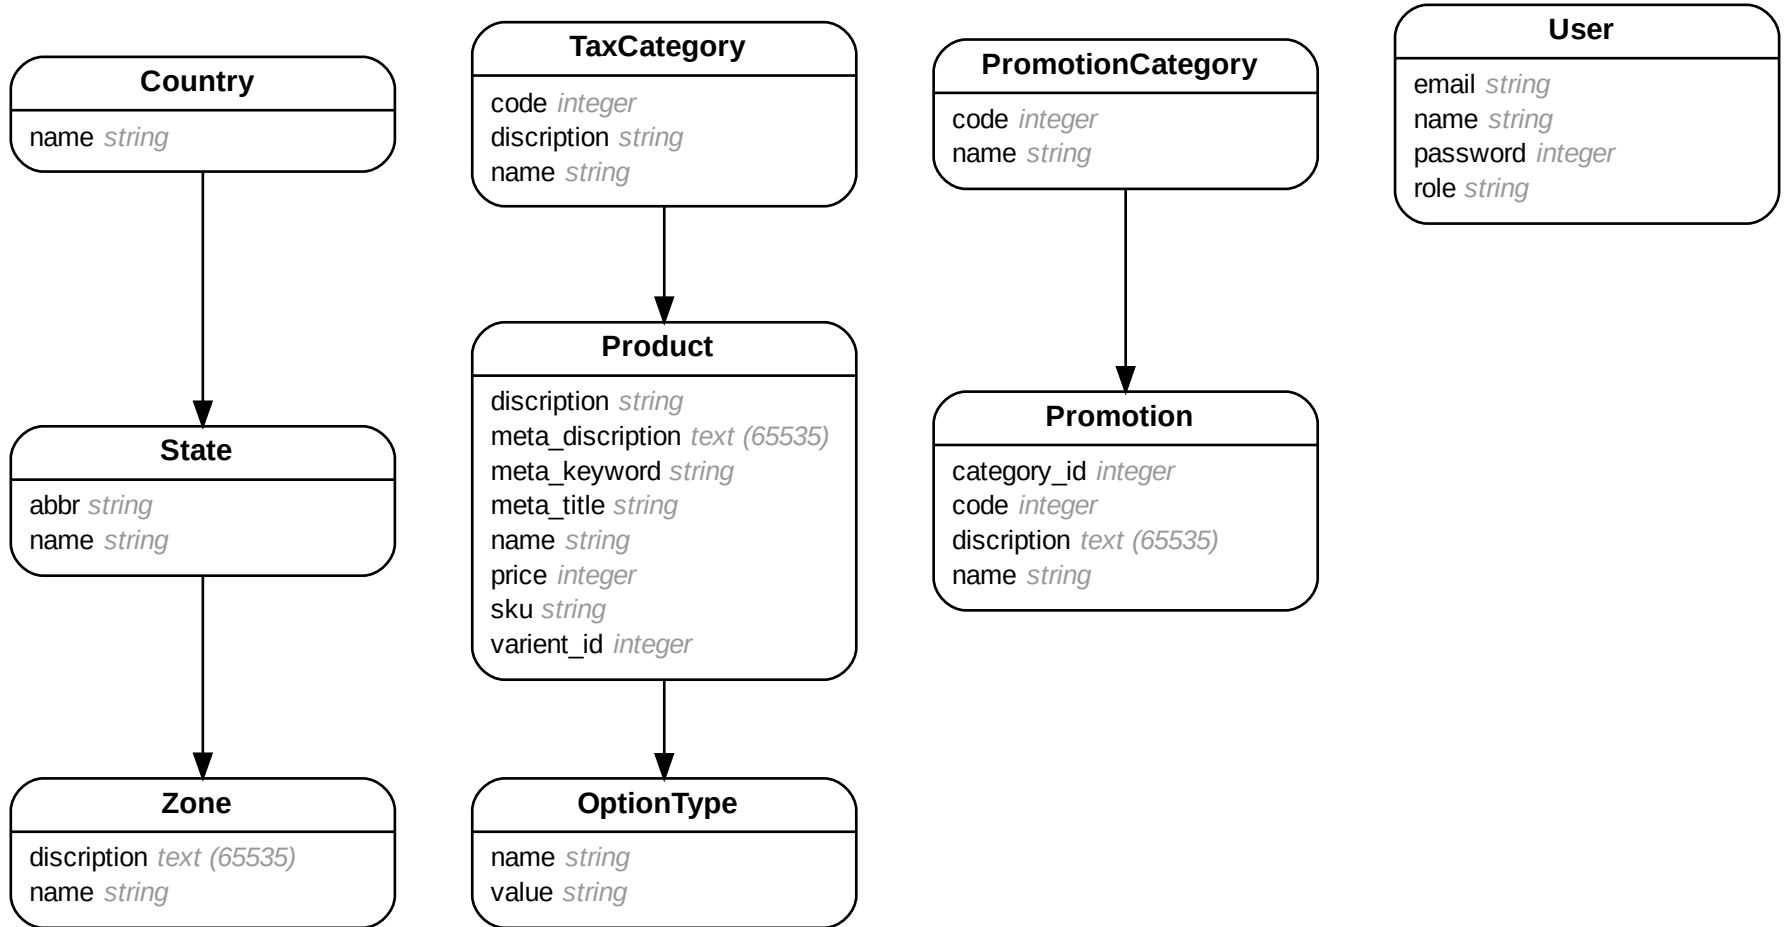 Country
name string
State
abbr string
name string
Zone
discription text (65535)
name string
TaxCategory
code integer
discription string
name string
Product
discription string
meta_discription text (65535)
meta_keyword string
meta_title string
name string
price integer
sku string
varient_id integer
OptionType
name string
value string
PromotionCategory
code integer
name string
Promotion
category_id integer
code integer
discription text (65535)
name string
User
email string
name string
password integer
role string